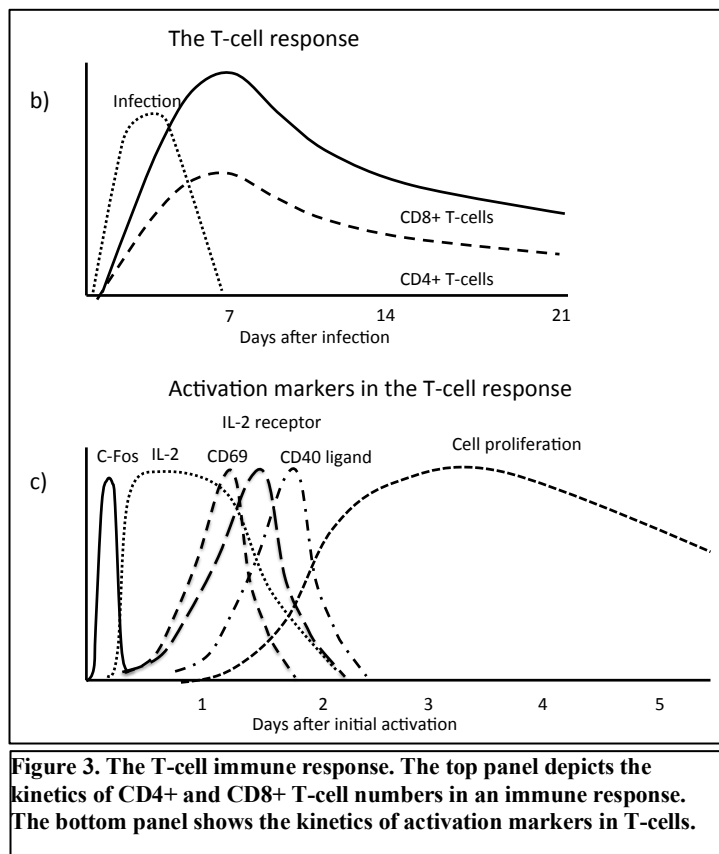 The T-cell response
b)
Infection
CD8+ T-cells
CD4+ T-cells
7 14 21
Days after infection
Activation markers in the T-cell response
IL-2 receptor
C-Fos IL-2 CD69 CD40 ligand Cell proliferation
c)
1 2 3 4 5
Days after initial activation
Figure 3. The T-cell immune response. The top panel depicts the
kinetics of CD4+ and CD8+ T-cell numbers in an immune response.
The bottom panel shows the kinetics of activation markers in T-cells.